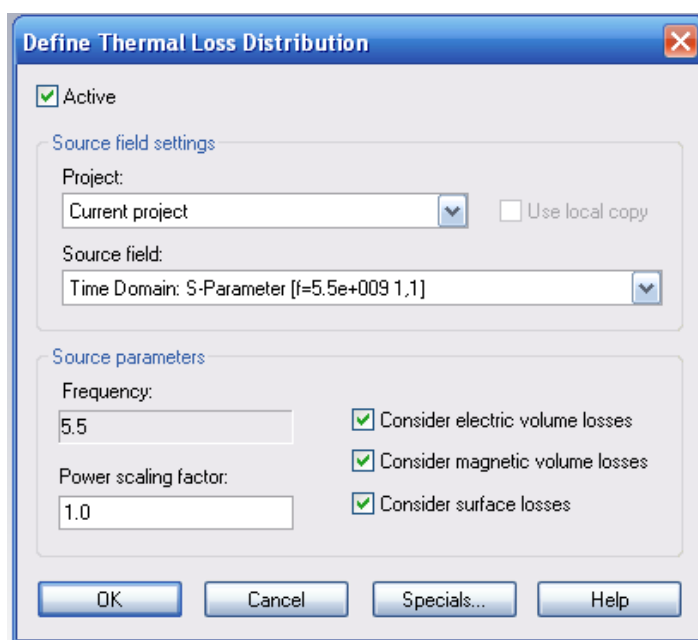 Define Thermal Loss Distribution
Active
Source field settings
Project:
Current project
Use local copy
Source field:
Time Domain: S-Parameter [f=5.5e+009 1,1]
Source parameters
Frequency:
5.5
Consider electric volume losses
Consider magnetic volume losses
Power scaling factor:
1.0
Consider surface losses
OK Cancel Specials... Help